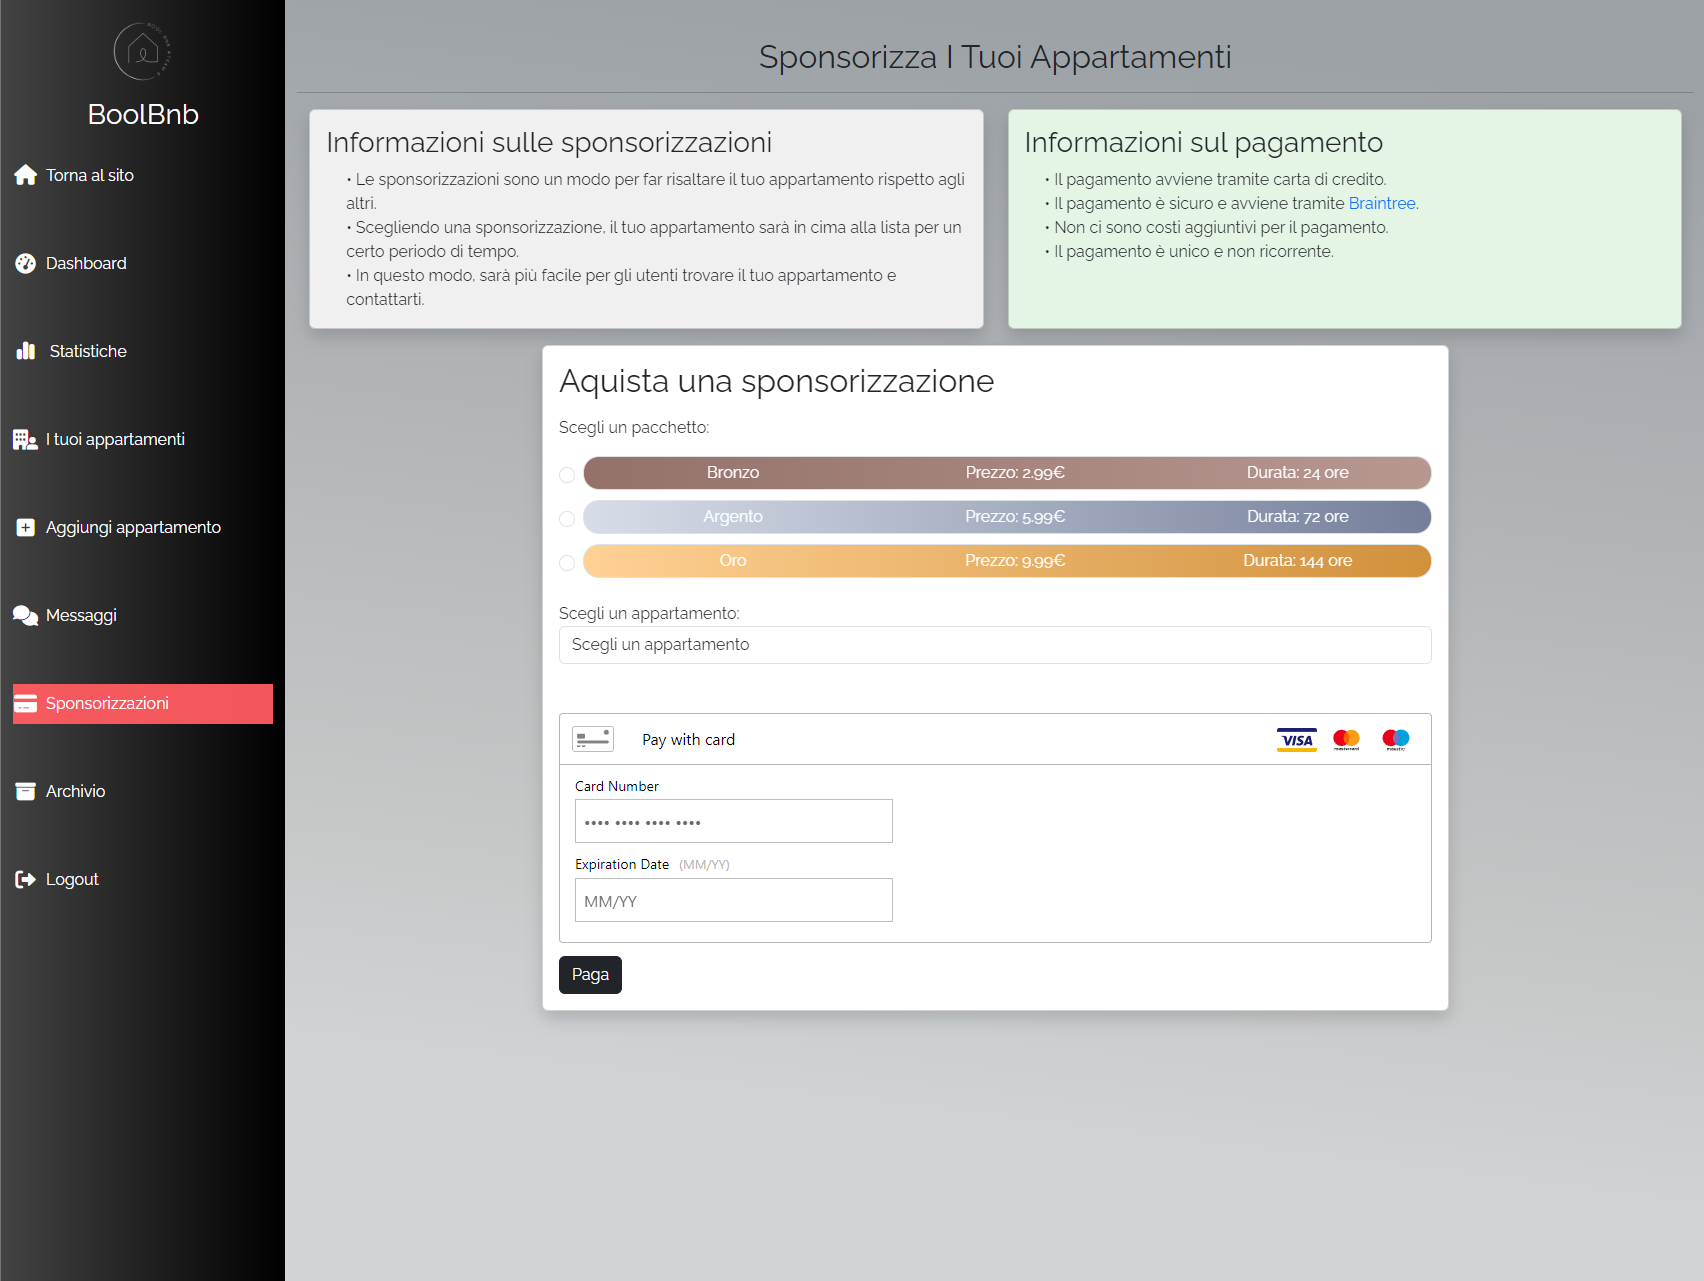 BoolBnb
Torna al sito
Dashboard
Statistiche
I tuoi appartamenti
Aggiungi appartamento
Messaggi
Sponsorizzazioni
Archivio
Logout
Sponsorizza I Tuoi Appartamenti
Informazioni sulle sponsorizzazioni
• Le sponsorizzazioni sono un modo per far risaltare il tuo appartamento rispetto agli
altri.
• Scegliendo una sponsorizzazione, il tuo appartamento sarà in cima alla lista per un
certo periodo di tempo.
• In questo modo, sarà più facile per gli utenti trovare il tuo appartamento e
contattarti.
Informazioni sul pagamento
• Il pagamento avviene tramite carta di credito.
• Il pagamento è sicuro e avviene tramite Braintree.
• Non ci sono costi aggiuntivi per il pagamento.
• Il pagamento è unico e non ricorrente.
Aquista una sponsorizzazione
Scegli un pacchetto:
Bronzo Prezzo: 2.99€ Durata: 24 ore
Argento Prezzo: 5.99€ Durata: 72 ore
Oro Prezzo: 9.99€ Durata: 144 ore
Scegli un appartamento:
Scegli un appartamento
Pay with card VISA mastercard maestro
Card Number
•••• •••• •••• ••••
Expiration Date (MM/YY)
MM/YY
Paga